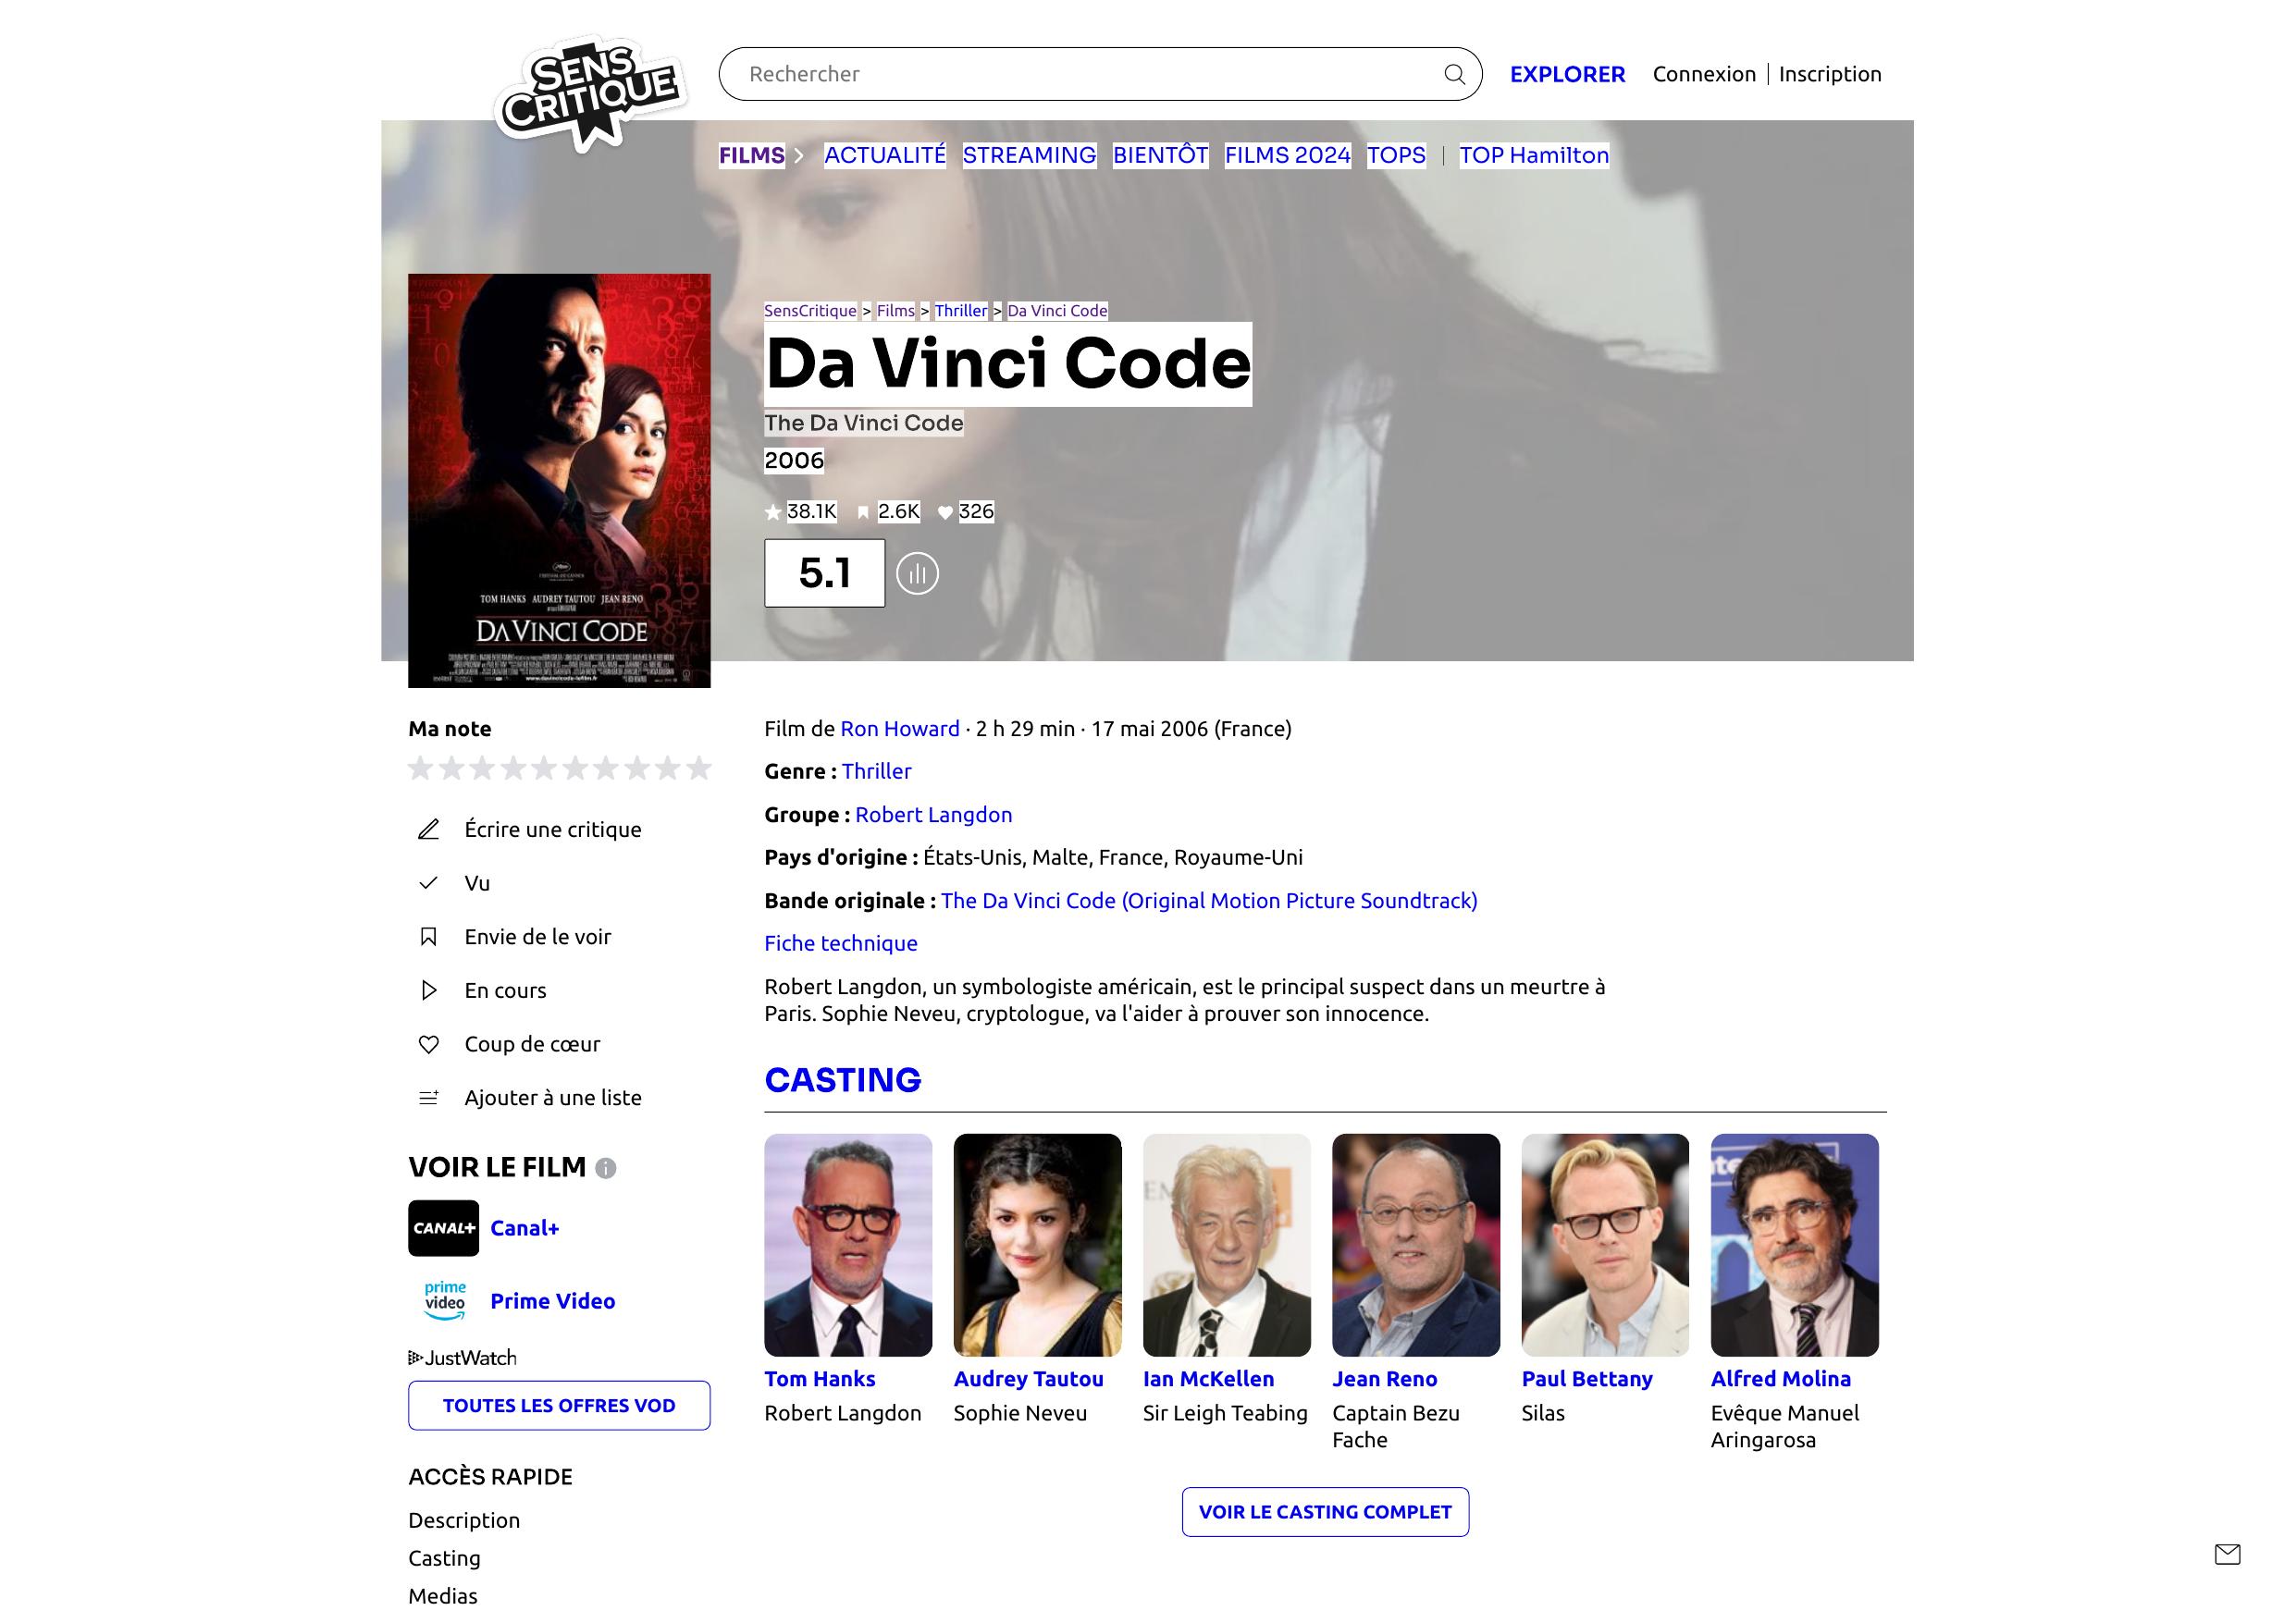 SENS
CRITIQUE
Rechercher
EXPLORER
Connexion
Inscription
FILMS
ACTUALITÉ
STREAMING
BIENTÔT
FILMS 2024
TOPS
TOP Hamilton
SensCritique > Films > Thriller > Da Vinci Code
Da Vinci Code
The Da Vinci Code
2006
38.1K
2.6K
326
5.1
TOM HANKS AUDREY TAUTOU JEAN RENO
DA VINCI CODE
Ma note
Écrire une critique
Vu
Envie de le voir
En cours
Coup de cœur
Ajouter à une liste
VOIR LE FILM
CANAL+
Canal+
prime
video
Prime Video
JustWatch
TOUTES LES OFFRES VOD
ACCÈS RAPIDE
Description
Casting
Medias
Film de Ron Howard · 2 h 29 min · 17 mai 2006 (France)
Genre : Thriller
Groupe : Robert Langdon
Pays d'origine : États-Unis, Malte, France, Royaume-Uni
Bande originale : The Da Vinci Code (Original Motion Picture Soundtrack)
Fiche technique
Robert Langdon, un symbologiste américain, est le principal suspect dans un meurtre à
Paris. Sophie Neveu, cryptologue, va l'aider à prouver son innocence.
CASTING
Tom Hanks
Robert Langdon
Audrey Tautou
Sophie Neveu
Ian McKellen
Sir Leigh Teabing
Jean Reno
Captain Bezu
Fache
Paul Bettany
Silas
Alfred Molina
Evêque Manuel
Aringarosa
VOIR LE CASTING COMPLET